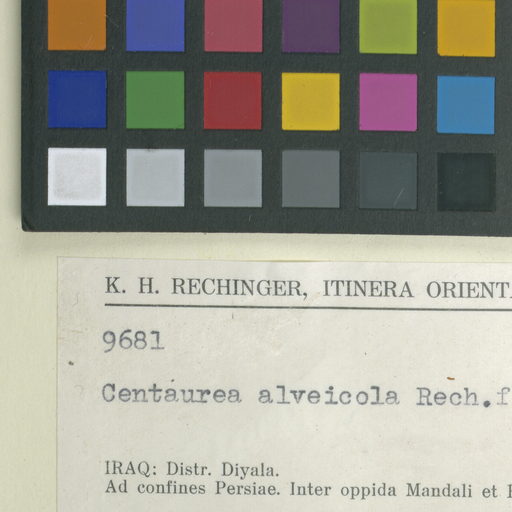 K. H. RECHINGER, ITINERA ORIENT
9681
Centaurea alveicola Rech.f
IRAQ: Distr. Diyala.
Ad confines Persiae. Inter oppida Mandali et